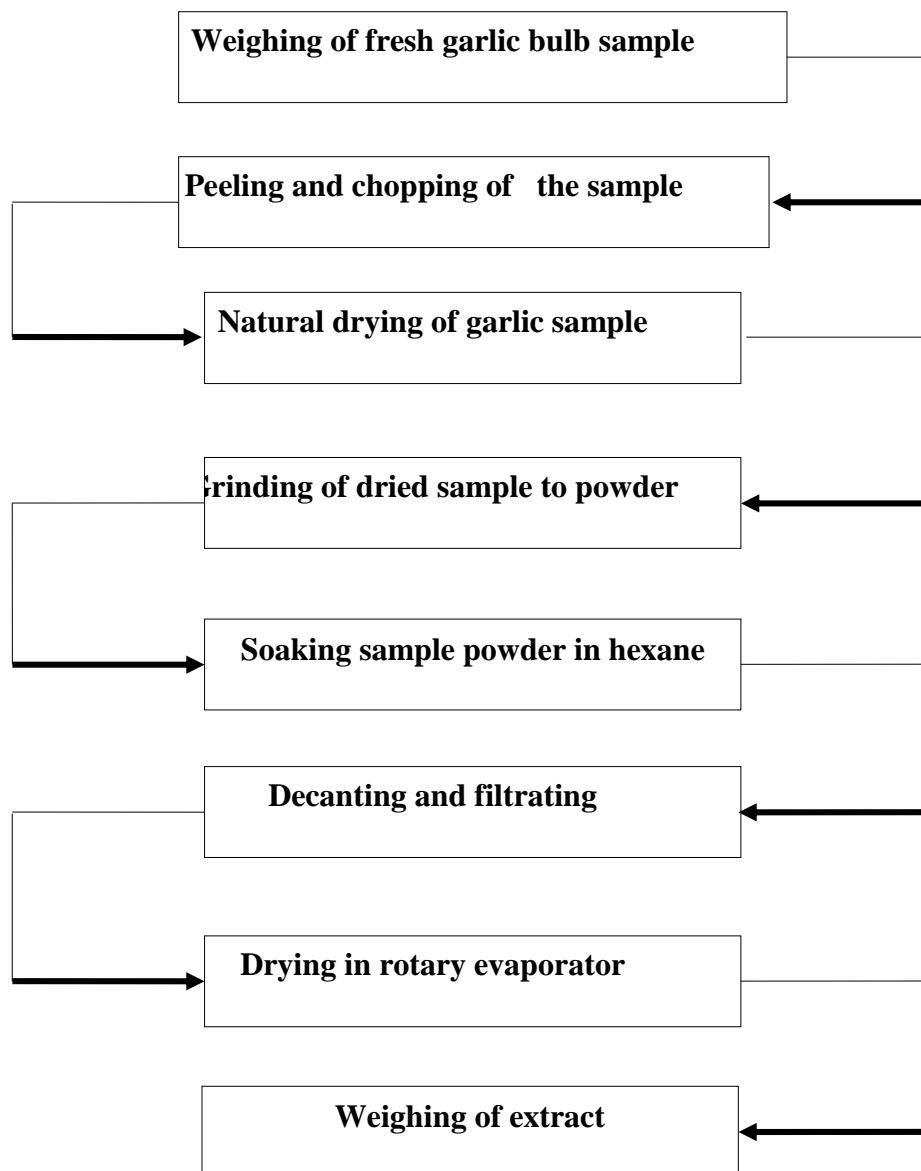 Weighing of fresh garlic bulb sample
Peeling and chopping of the sample
Natural drying of garlic sample
Grinding of dried sample to powder
Soaking sample powder in hexane
Decanting and filtrating
Drying in rotary evaporator
Weighing of extract